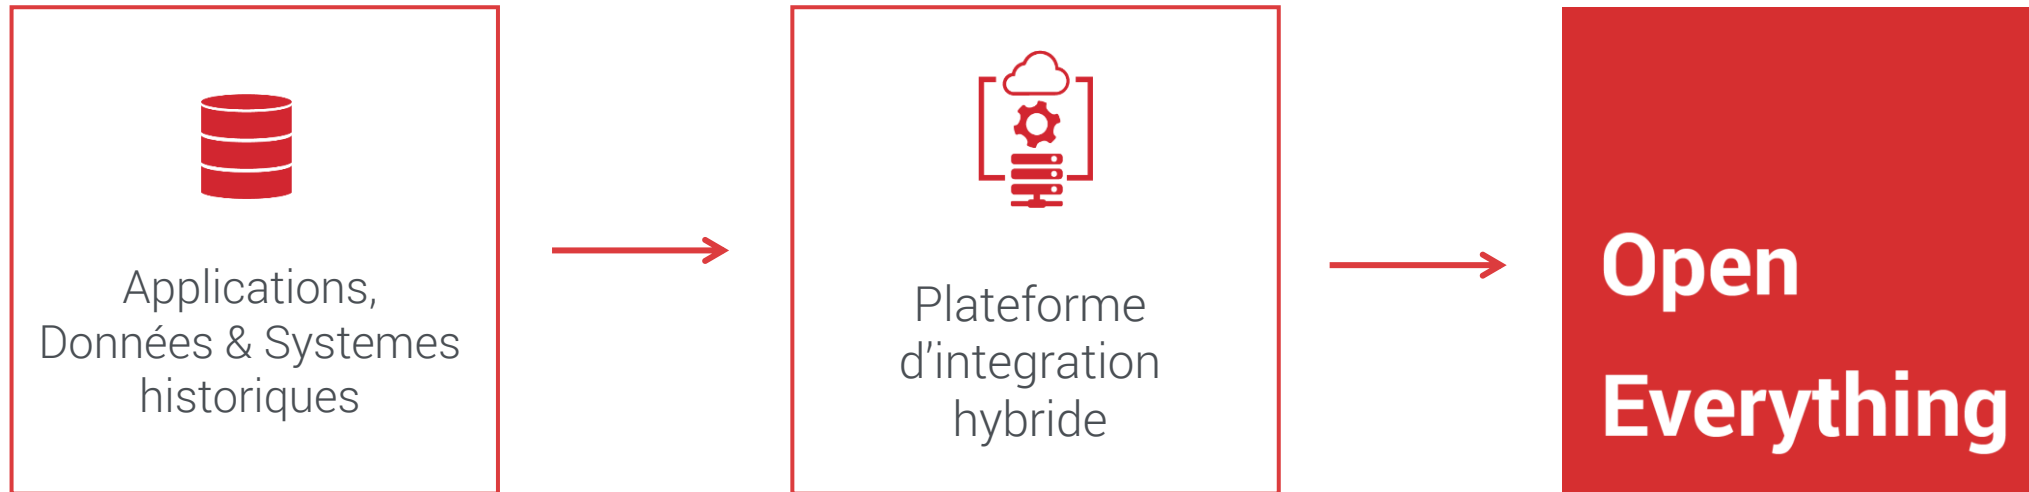 Applications,
Données & Systemes
historiques
Plateforme
d’integration
hybride
Open
Everything